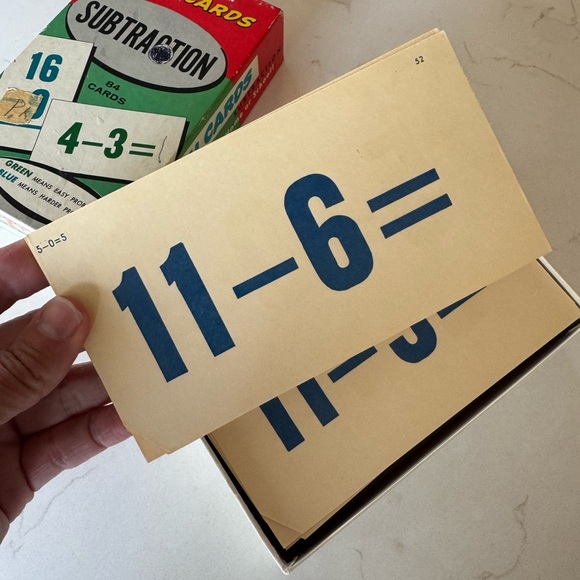 CARDS
SUBTRACTION
84
CARDS
16
4-3=
GREEN MEANS EASY
BLUE MEANS HARDER
CARDS
52
5-0=5
11-6=
11-